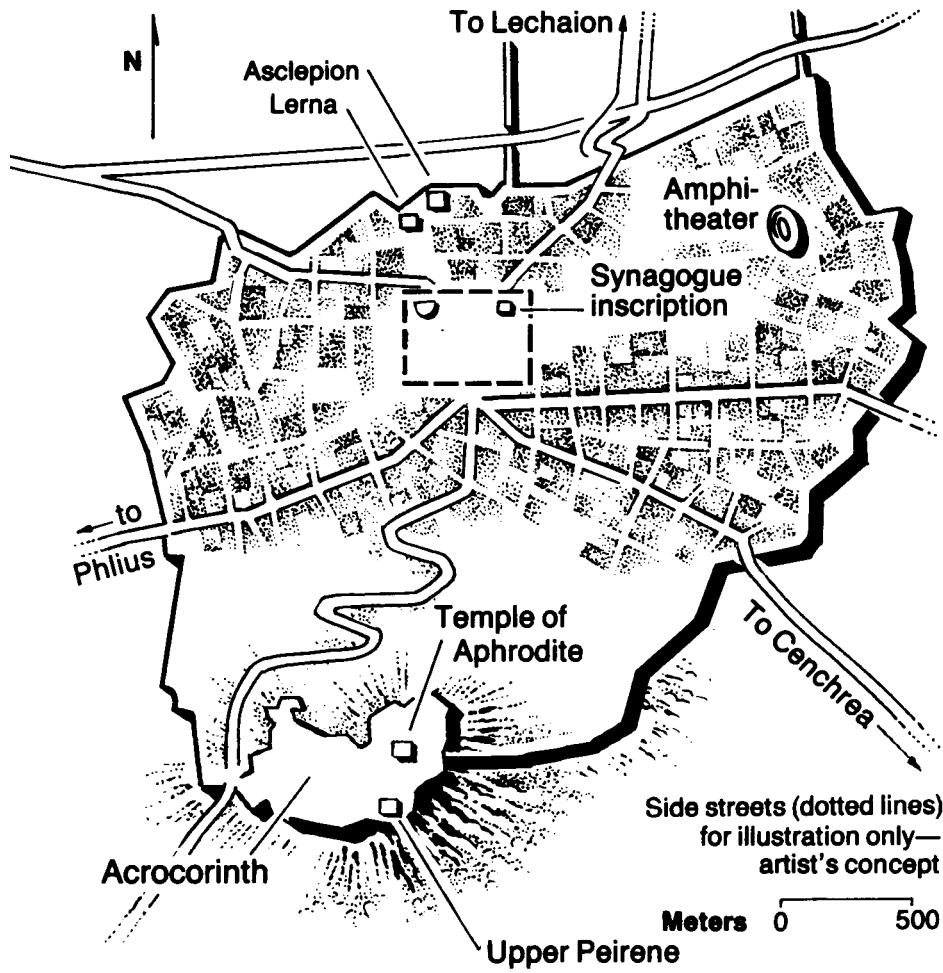 To Lechaion
N
Asclepion
Lerna
Amphi-
theater
Synagogue
inscription
to
Phlius
Temple of
Aphrodite
To Cenchrea
Side streets (dotted lines)
for illustration only—
artist's concept
Acrocorinth
Meters 0 500
Upper Peirene